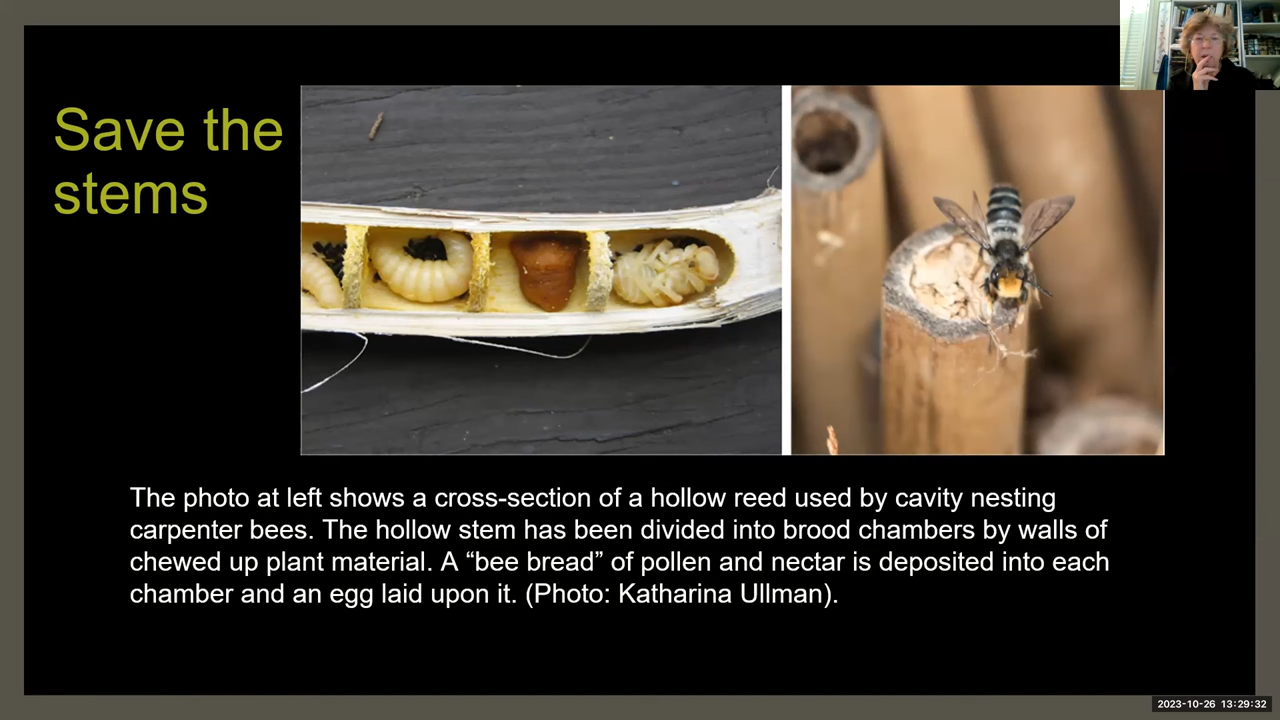 Save the
stems
The photo at left shows a cross-section of a hollow reed used by cavity nesting
carpenter bees. The hollow stem has been divided into brood chambers by walls of
chewed up plant material. A “bee bread” of pollen and nectar is deposited into each
chamber and an egg laid upon it. (Photo: Katharina Ullman).
2023-10-26 13:29:32